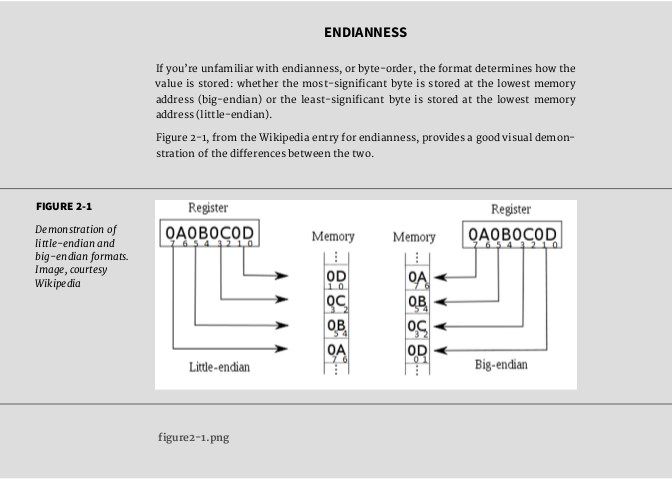 ENDIANNESS
If you're unfamiliar with endianness, or byte-order, the format determines how the
value is stored: whether the most-significant byte is stored at the lowest memory
address (big-endian) or the least-significant byte is stored at the lowest memory
address (little-endian).
Figure 2-1, from the Wikipedia entry for endianness, provides a good visual demon-
stration of the differences between the two.
FIGURE 2-1
Demonstration of
little-endian and
big-endian formats.
Image, courtesy
Wikipedia
Register
0A0B0C0D
7 6 5 4 3 2 1 0
Memory
0D
1 0
0C
3 2
0B
5 4
0A
7 6
Little-endian
Register
0A0B0C0D
7 6 5 4 3 2 1 0
Memory
0A
7 6
0B
5 4
0C
3 2
0D
0 1
Big-endian
figure2-1.png